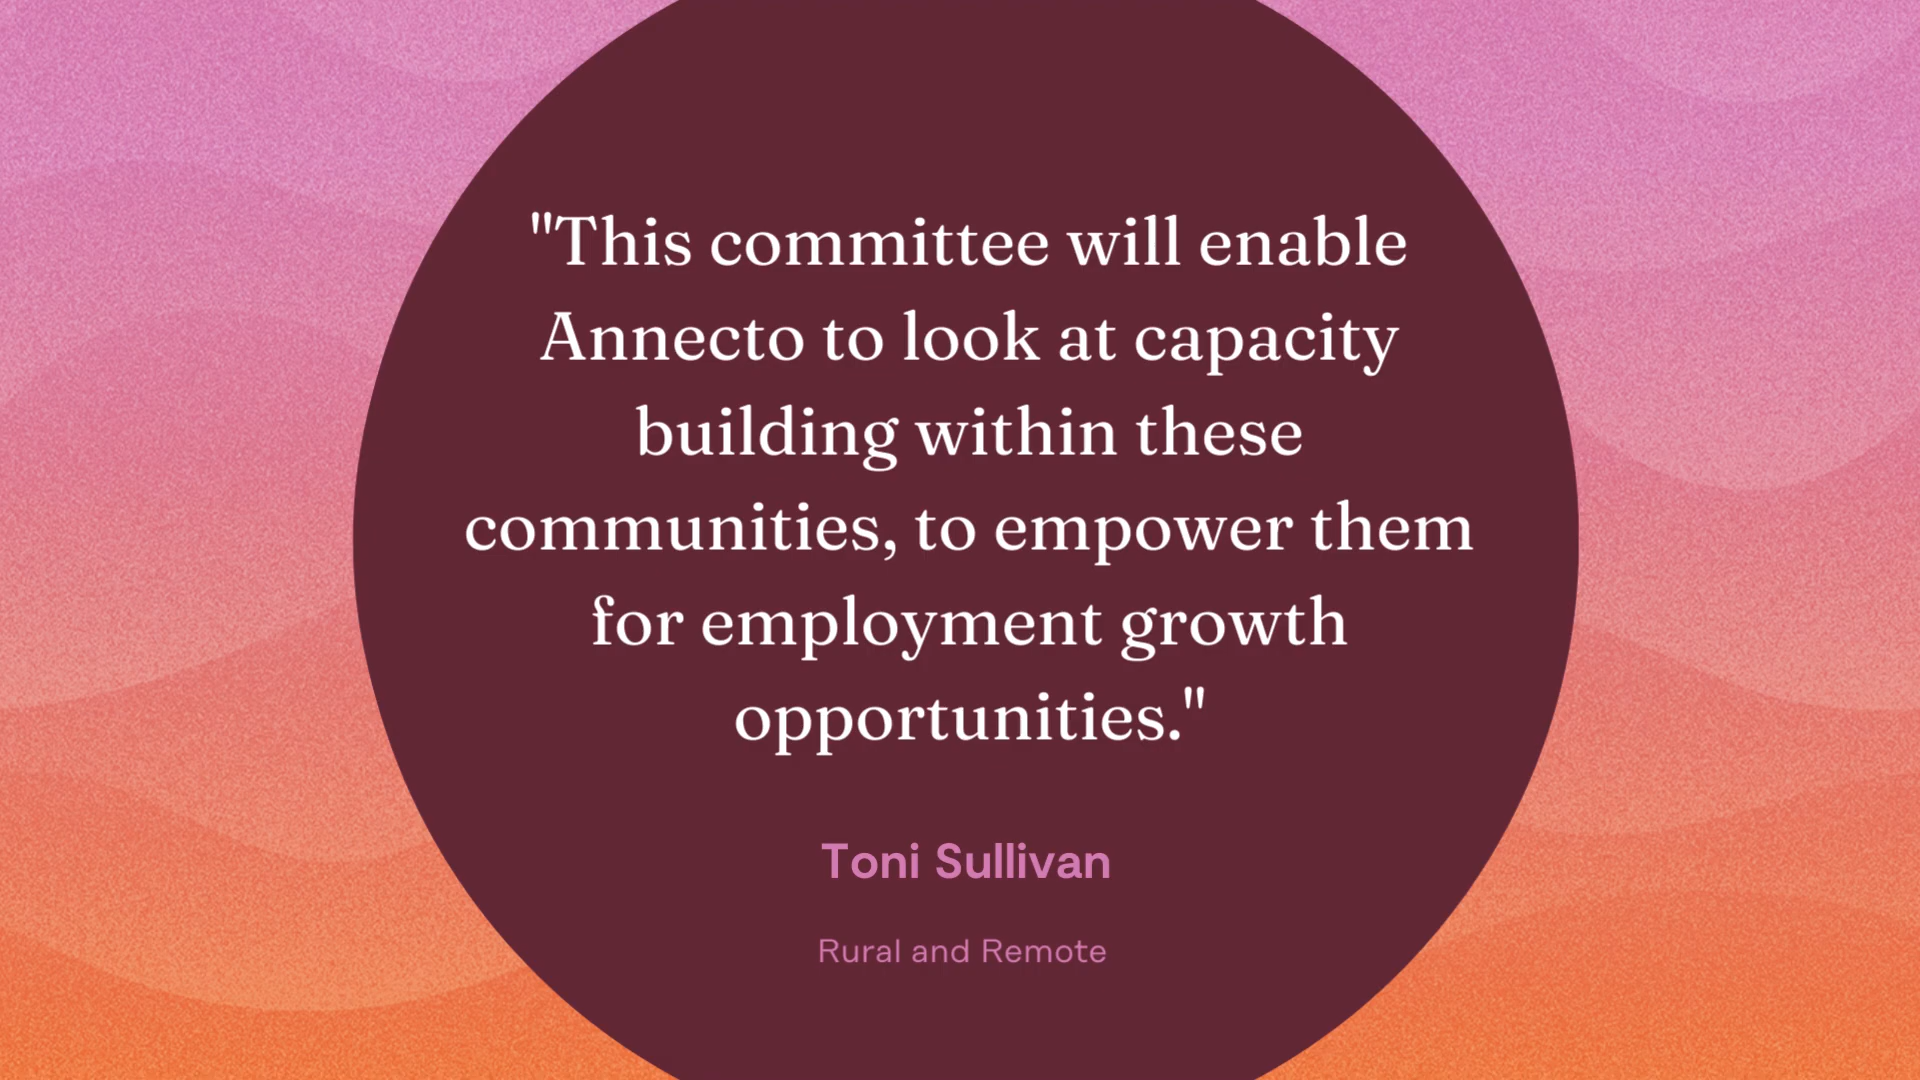 "This committee will enable
Annecto to look at capacity
building within these
communities, to empower them
for employment growth
opportunities."
Toni Sullivan
Rural and Remote